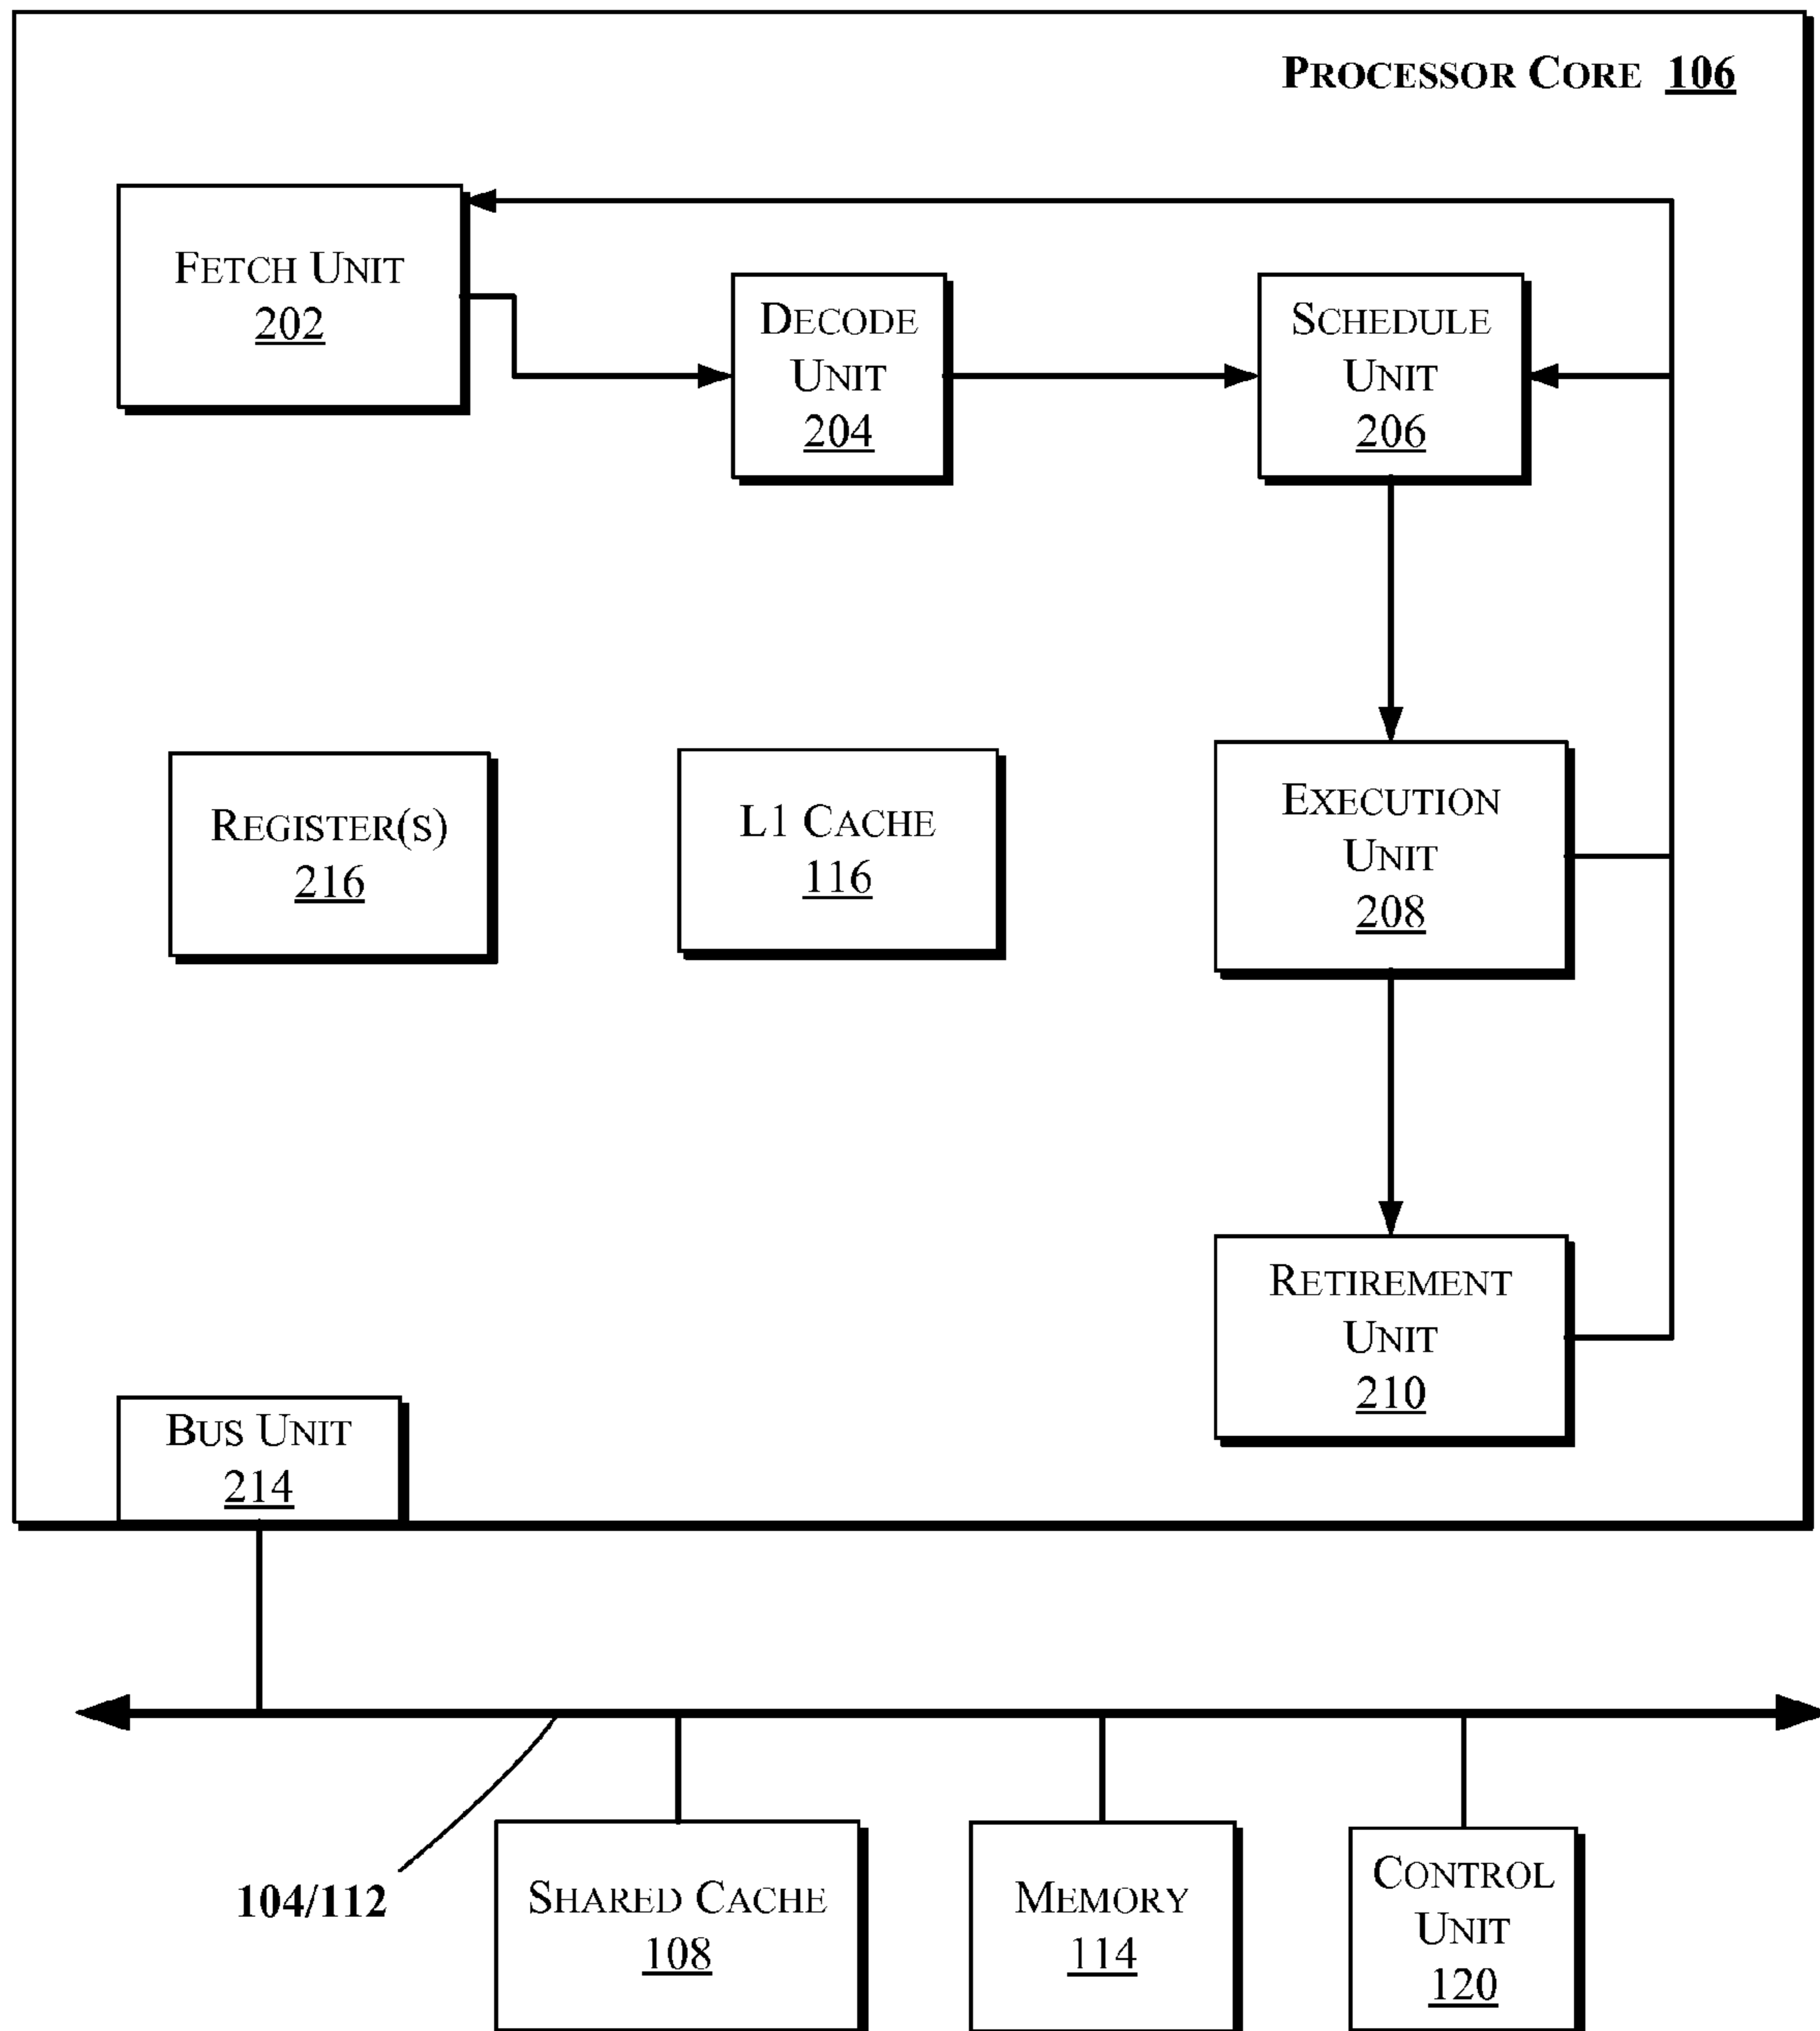 PROCESSOR CORE 106
FETCH UNIT
202
DECODE
UNIT
204
SCHEDULE
UNIT
206
REGISTER(S)
216
L1 CACHE
116
EXECUTION
UNIT
208
RETIREMENT
UNIT
210
BUS UNIT
214
104/112
SHARED CACHE
108
MEMORY
114
CONTROL
UNIT
120